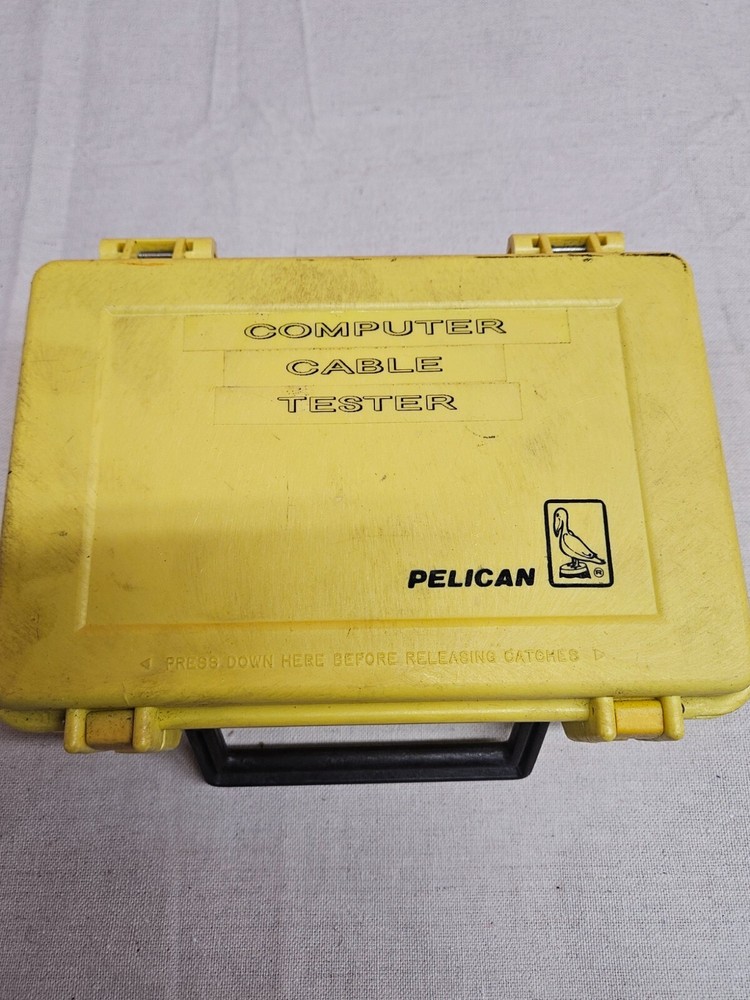 COMPUTER
CABLE
TESTER
PELICAN ®
◁ PRESS DOWN HERE BEFORE RELEASING CATCHES ▷